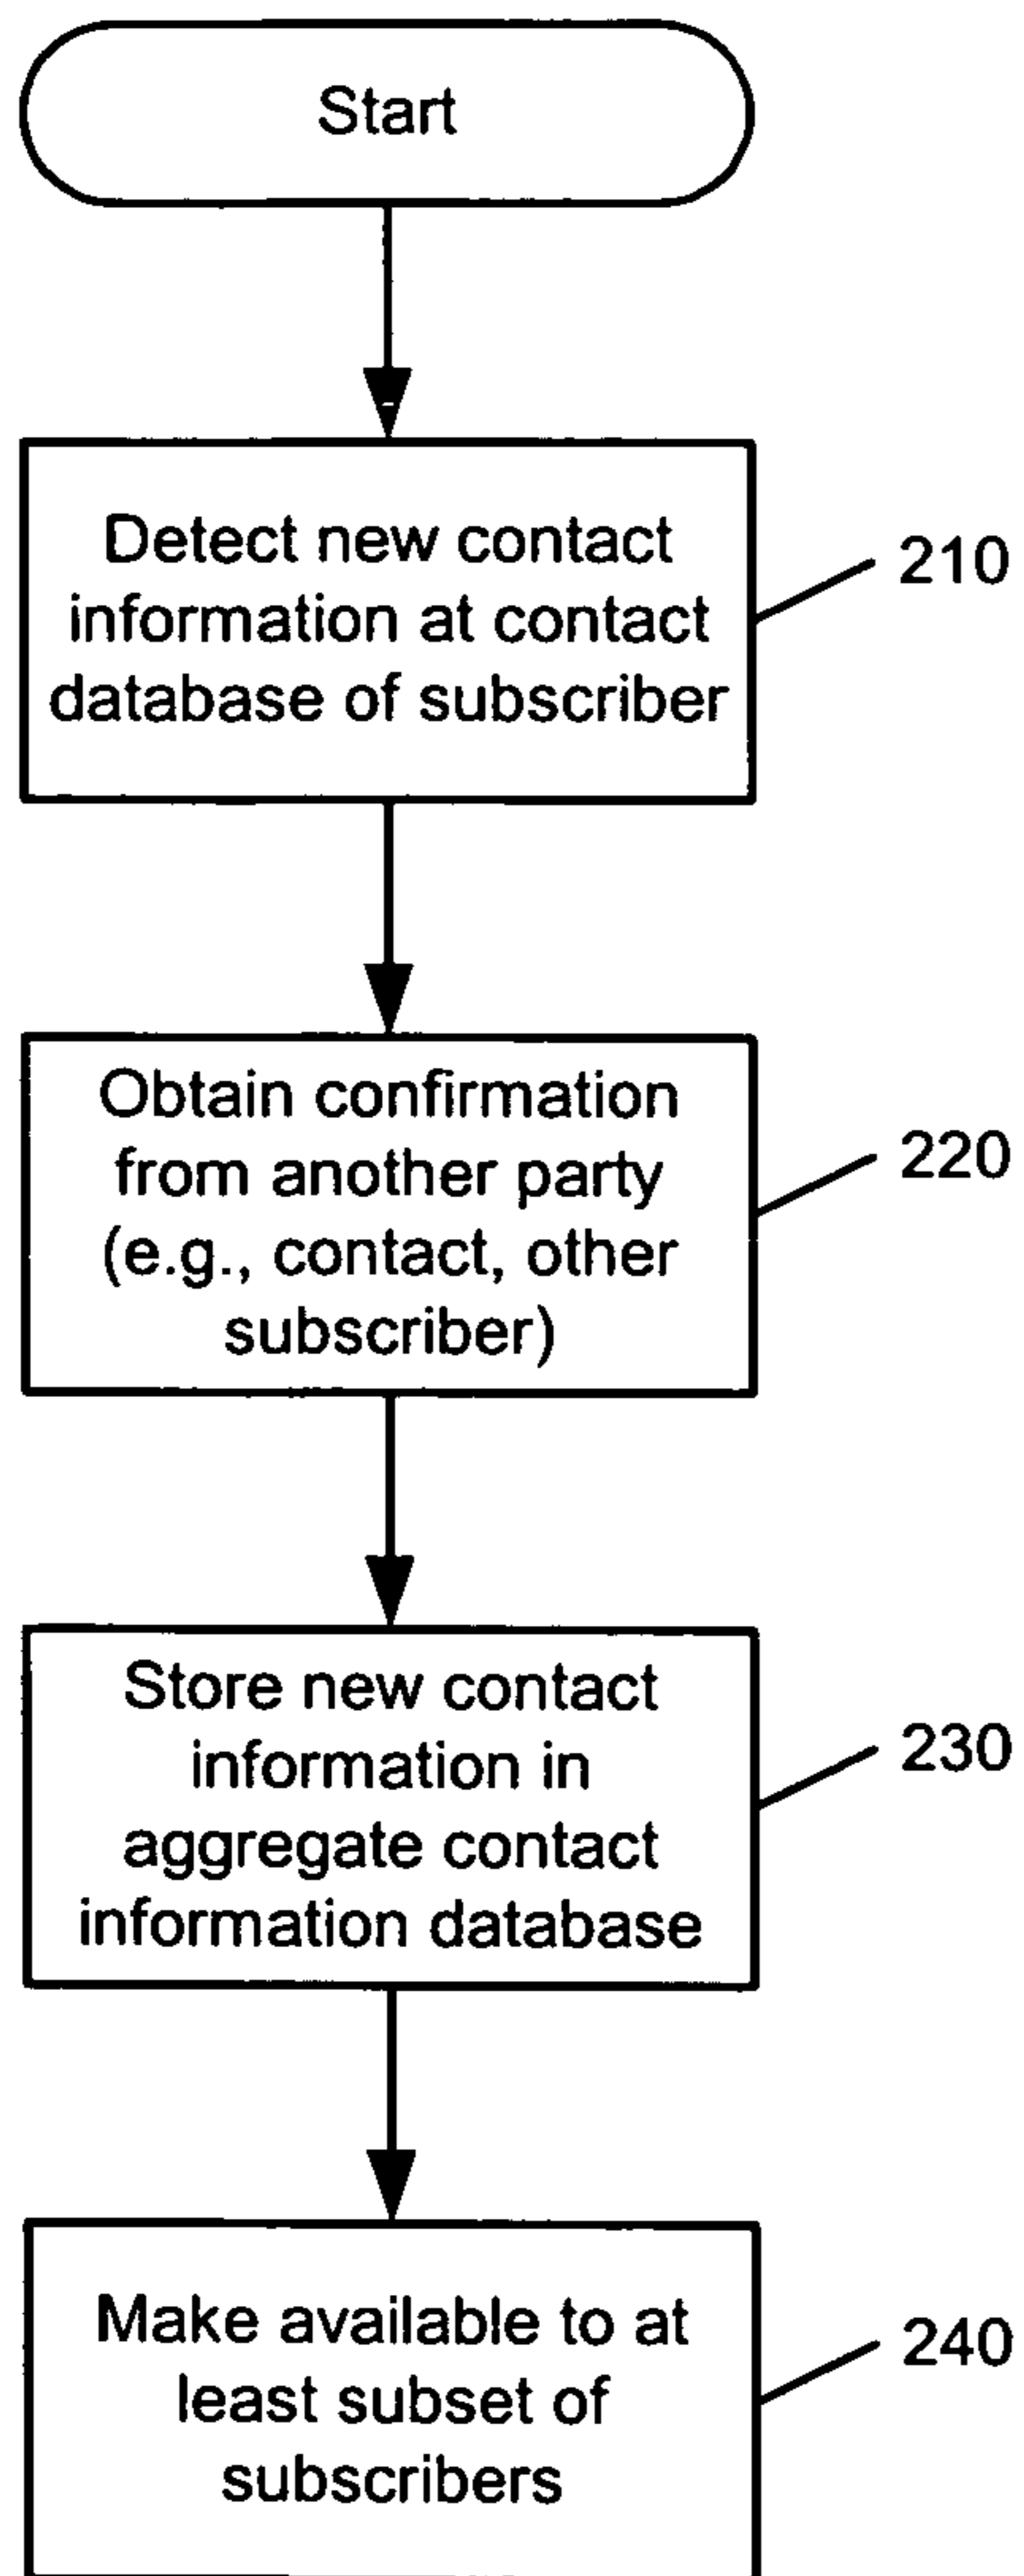 Start
Detect new contact
information at contact
database of subscriber
210
Obtain confirmation
from another party
(e.g., contact, other
subscriber)
220
Store new contact
information in
aggregate contact
information database
230
Make available to at
least subset of
subscribers
240